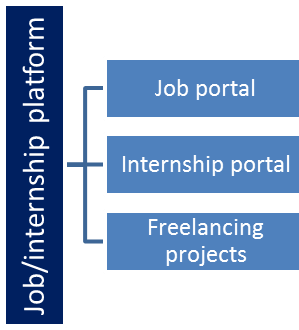 Job/internship platform
Job portal
Internship portal
Freelancing
projects